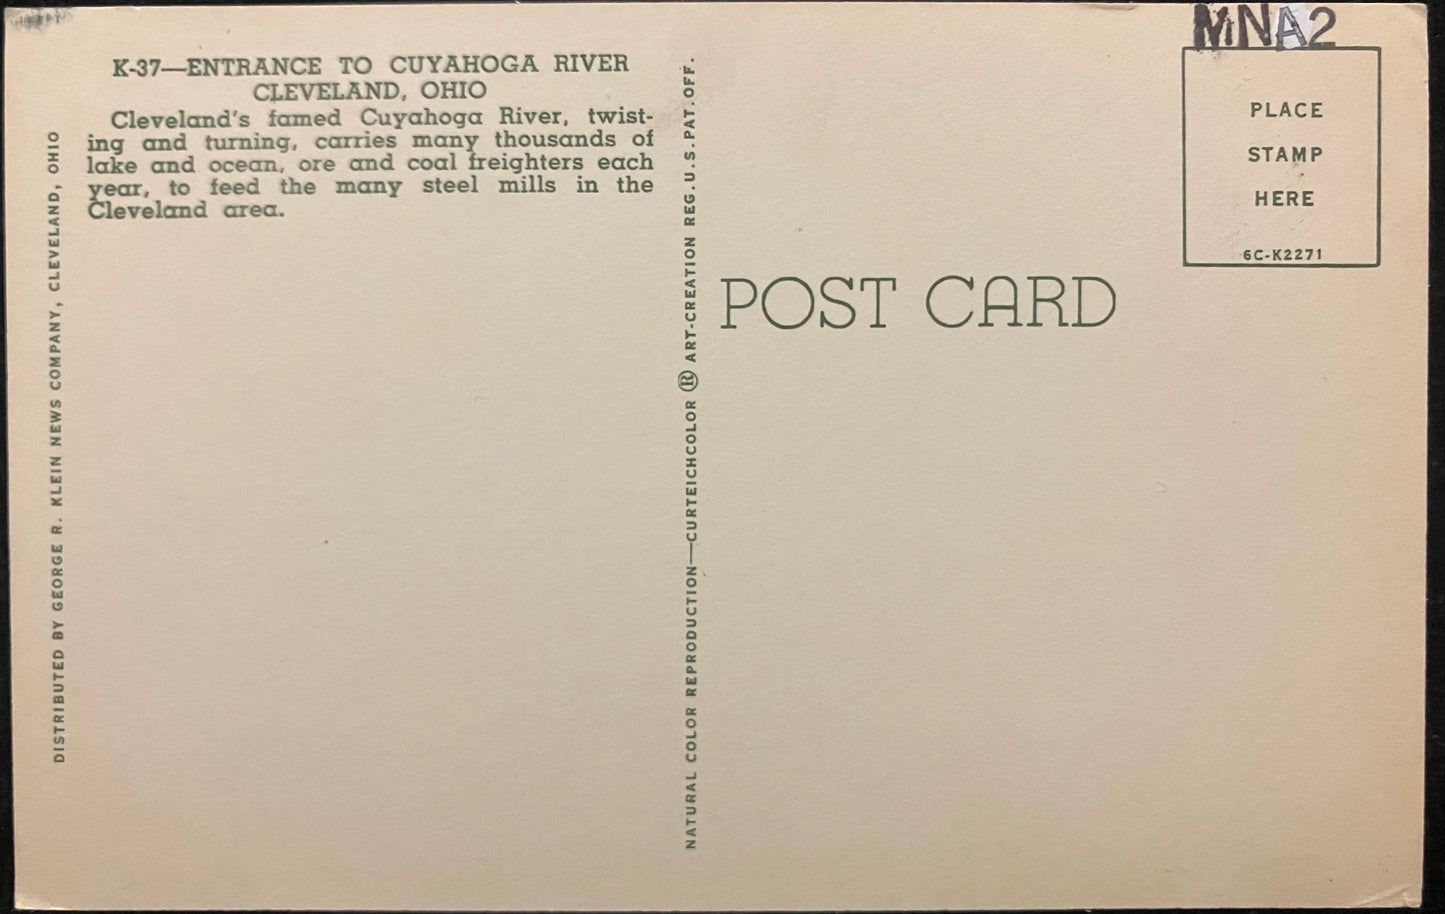 MNA2
K-37—ENTRANCE TO CUYAHOGA RIVER
CLEVELAND, OHIO
Cleveland's famed Cuyahoga River, twist-
ing and turning, carries many thousands of
lake and ocean, ore and coal freighters each
year, to feed the many steel mills in the
Cleveland area.
DISTRIBUTED BY GEORGE R. KLEIN NEWS COMPANY, CLEVELAND, OHIO
NATURAL COLOR REPRODUCTION—CURTEICHCOLOR ® ART-CREATION REG.U.S.PAT.OFF.
POST CARD
PLACE
STAMP
HERE
6C-K2271